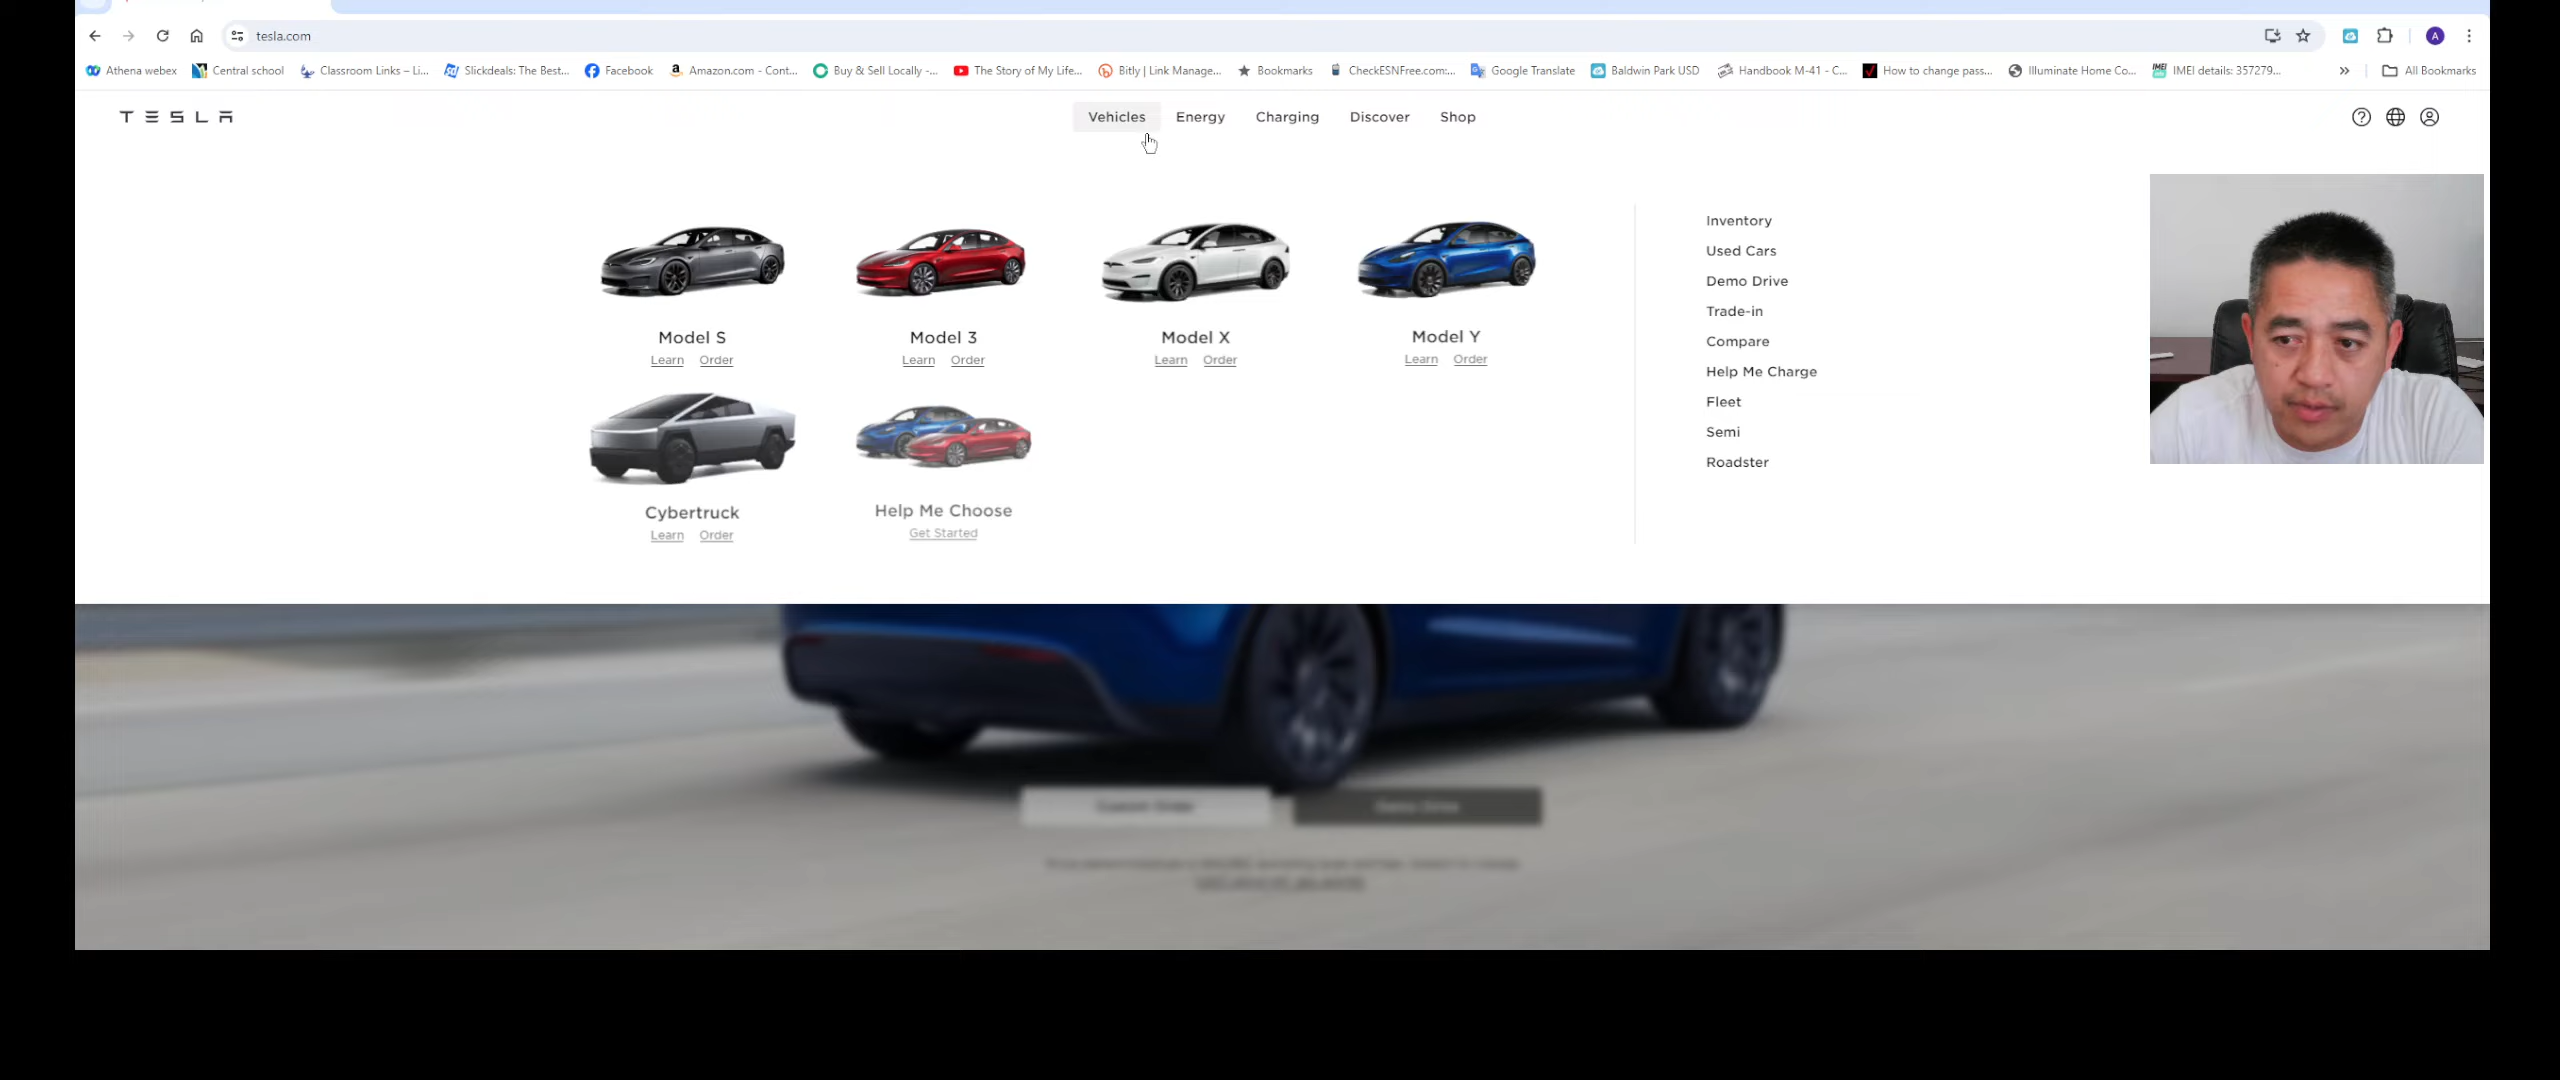 tesla.com
Athena webex Central school Classroom Links – Li... Slickdeals: The Best... Facebook Amazon.com - Cont... Buy & Sell Locally -... The Story of My Life... Bitly | Link Manage... Bookmarks CheckESNFree.com:... Google Translate Baldwin Park USD Handbook M-41 - C... How to change pass... Illuminate Home Co... IMEI details: 357279... All Bookmarks
TESLA Vehicles Energy Charging Discover Shop
Model S Model 3 Model X Model Y
Learn Order Learn Order Learn Order Learn Order
Cybertruck Help Me Choose
Learn Order Get Started
Inventory
Used Cars
Demo Drive
Trade-in
Compare
Help Me Charge
Fleet
Semi
Roadster
Custom Order Demo Drive